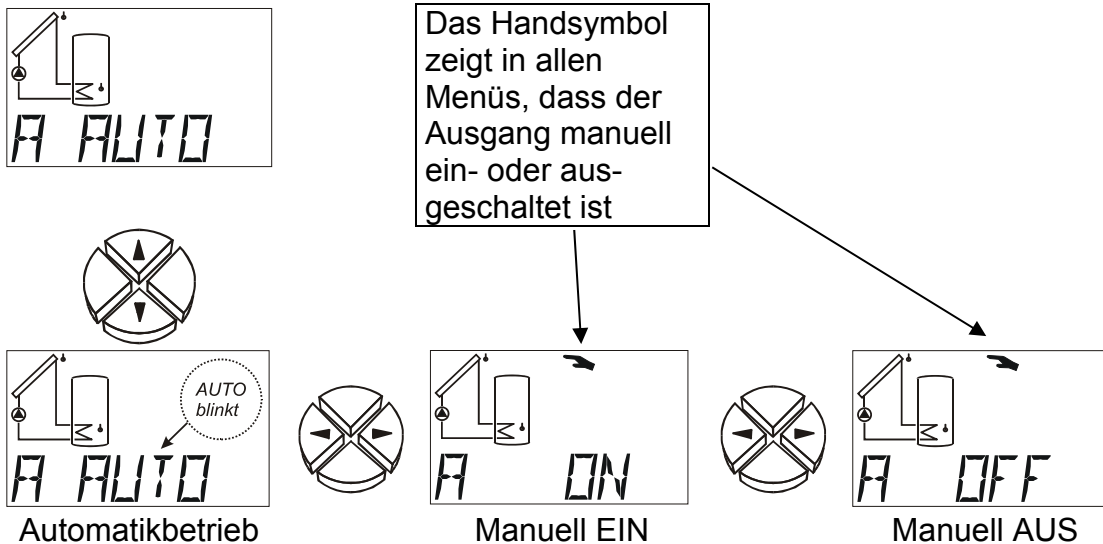 Das Handsymbol
zeigt in allen
Menüs, dass der
Ausgang manuell
ein- oder aus-
geschaltet ist
A AUTO
AUTO
blinkt
A AUTO
A ON
A OFF
Automatikbetrieb
Manuell EIN
Manuell AUS